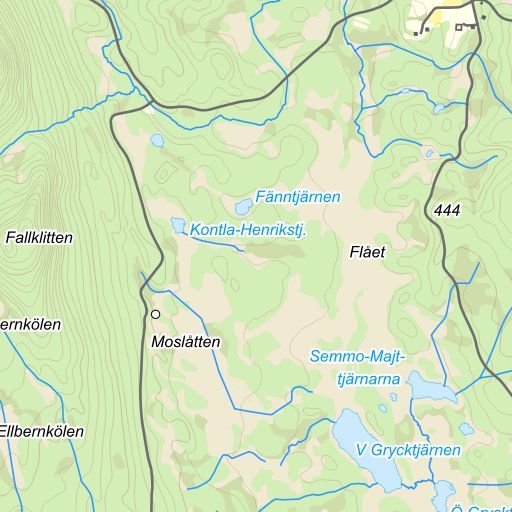 Fänntjärnen
444
Kontla-Henrikstj.
Fallklitten
Flået
ernkölen
Moslåtten
Semmo-Majt-
tjärnarna
Ellbernkölen
V Grycktjärnen